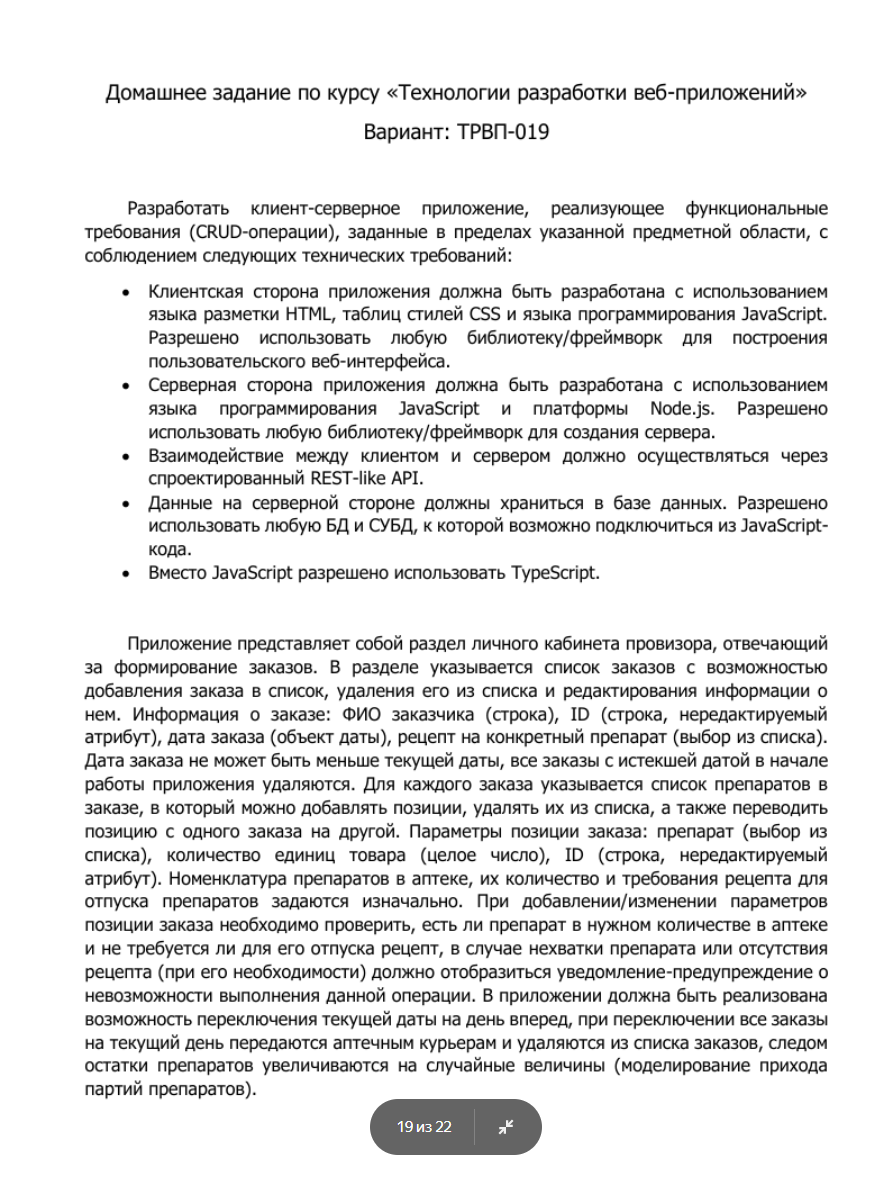 Домашнее задание по курсу «Технологии разработки веб-приложений»
Вариант: ТРВП-019
Разработать клиент-серверное приложение, реализующее функциональные
требования (CRUD-операции), заданные в пределах указанной предметной области, с
соблюдением следующих технических требований:
• Клиентская сторона приложения должна быть разработана с использованием
языка разметки HTML, таблиц стилей CSS и языка программирования JavaScript.
Разрешено использовать любую библиотеку/фреймворк для построения
пользовательского веб-интерфейса.
• Серверная сторона приложения должна быть разработана с использованием
языка программирования JavaScript и платформы Node.js. Разрешено
использовать любую библиотеку/фреймворк для создания сервера.
• Взаимодействие между клиентом и сервером должно осуществляться через
спроектированный REST-like API.
• Данные на серверной стороне должны храниться в базе данных. Разрешено
использовать любую БД и СУБД, к которой возможно подключиться из JavaScript-
кода.
• Вместо JavaScript разрешено использовать TypeScript.
Приложение представляет собой раздел личного кабинета провизора, отвечающий
за формирование заказов. В разделе указывается список заказов с возможностью
добавления заказа в список, удаления его из списка и редактирования информации о
нем. Информация о заказе: ФИО заказчика (строка), ID (строка, нередактируемый
атрибут), дата заказа (объект даты), рецепт на конкретный препарат (выбор из списка).
Дата заказа не может быть меньше текущей даты, все заказы с истекшей датой в начале
работы приложения удаляются. Для каждого заказа указывается список препаратов в
заказе, в который можно добавлять позиции, удалять их из списка, а также переводить
позицию с одного заказа на другой. Параметры позиции заказа: препарат (выбор из
списка), количество единиц товара (целое число), ID (строка, нередактируемый
атрибут). Номенклатура препаратов в аптеке, их количество и требования рецепта для
отпуска препаратов задаются изначально. При добавлении/изменении параметров
позиции заказа необходимо проверить, есть ли препарат в нужном количестве в аптеке
и не требуется ли для его отпуска рецепт, в случае нехватки препарата или отсутствия
рецепта (при его необходимости) должно отобразиться уведомление-предупреждение о
невозможности выполнения данной операции. В приложении должна быть реализована
возможность переключения текущей даты на день вперед, при переключении все заказы
на текущий день передаются аптечным курьерам и удаляются из списка заказов, следом
остатки препаратов увеличиваются на случайные величины (моделирование прихода
партий препаратов).
19 из 22